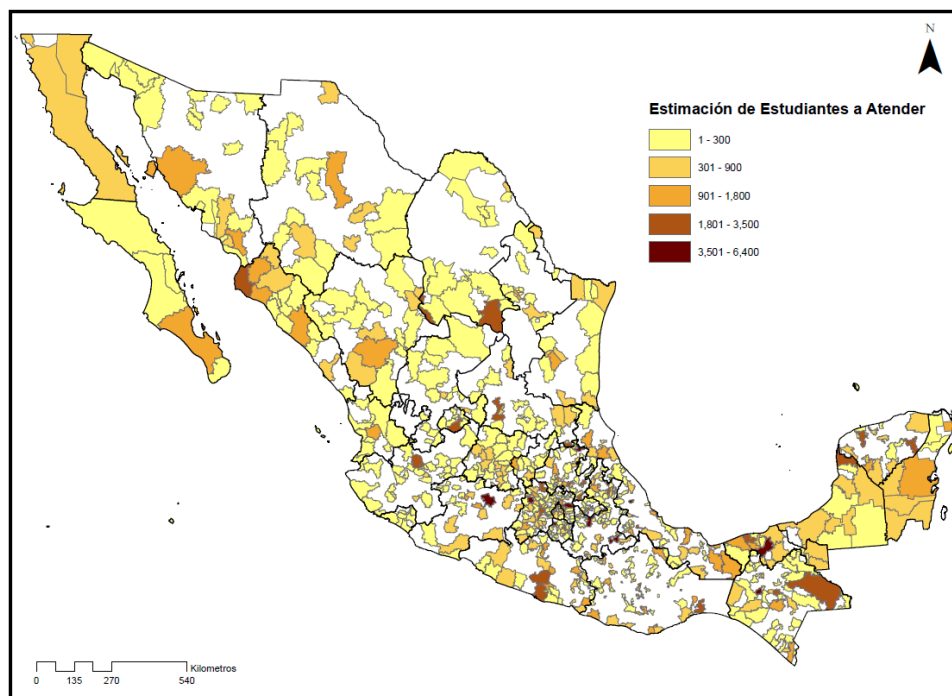 N
Estimación de Estudiantes a Atender
1 - 300
301 - 900
901 - 1,800
1,801 - 3,500
3,501 - 6,400
Kilometros
0 135 270 540